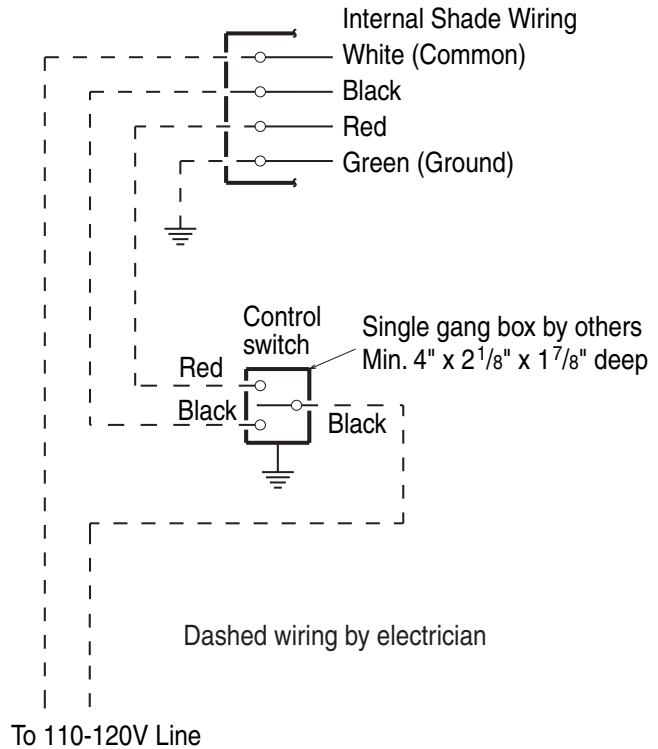 Internal Shade Wiring
White (Common)
Black
Red
Green (Ground)
Control
switch
Single gang box by others
Min. 4" x 2 1/8" x 1 7/8" deep
Red
Black
Black
Dashed wiring by electrician
To 110-120V Line